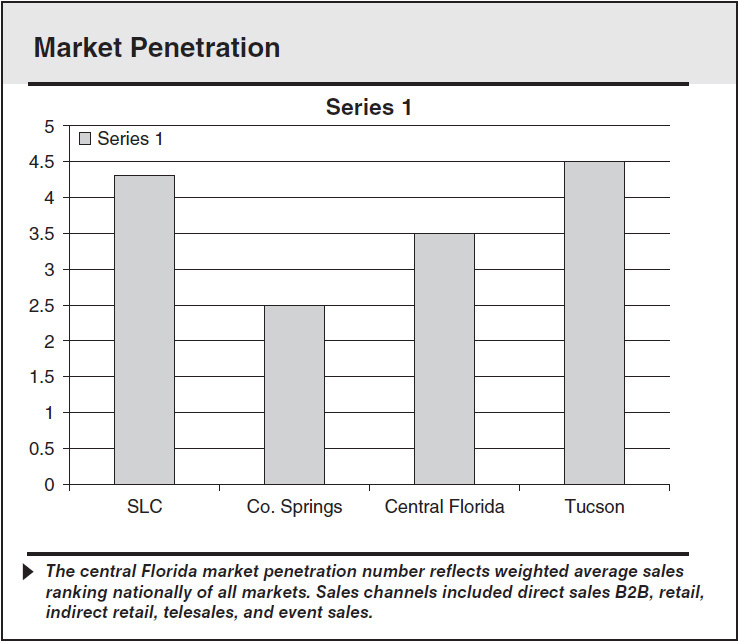 Market Penetration
Series 1
Series 1
5
4.5
4
3.5
3
2.5
2
1.5
1
0.5
0
SLC Co. Springs Central Florida Tucson
The central Florida market penetration number reflects weighted average sales
ranking nationally of all markets. Sales channels included direct sales B2B, retail,
indirect retail, telesales, and event sales.